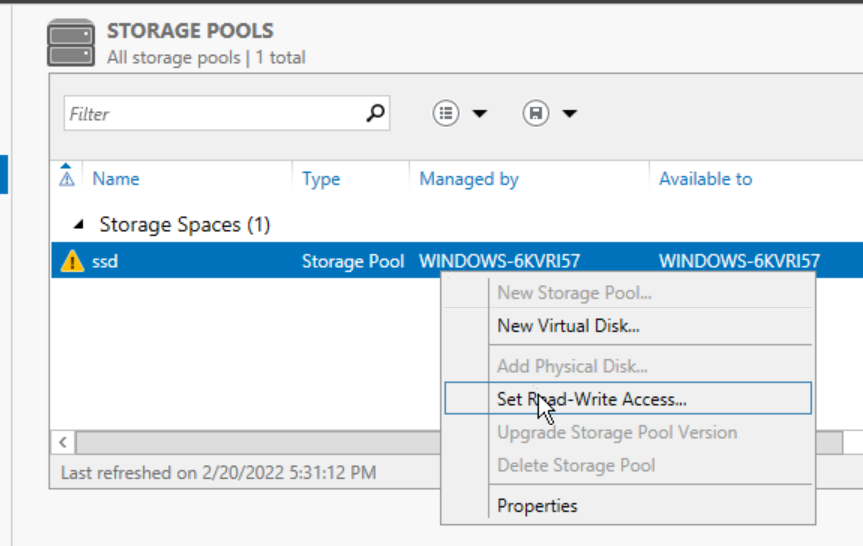 STORAGE POOLS
All storage pools | 1 total
Filter
Name Type Managed by Available to
Storage Spaces (1)
ssd Storage Pool WINDOWS-6KVRI57 WINDOWS-6KVRI57
New Storage Pool...
New Virtual Disk...
Add Physical Disk...
Set Read-Write Access...
Upgrade Storage Pool Version
Delete Storage Pool
Properties
Last refreshed on 2/20/2022 5:31:12 PM